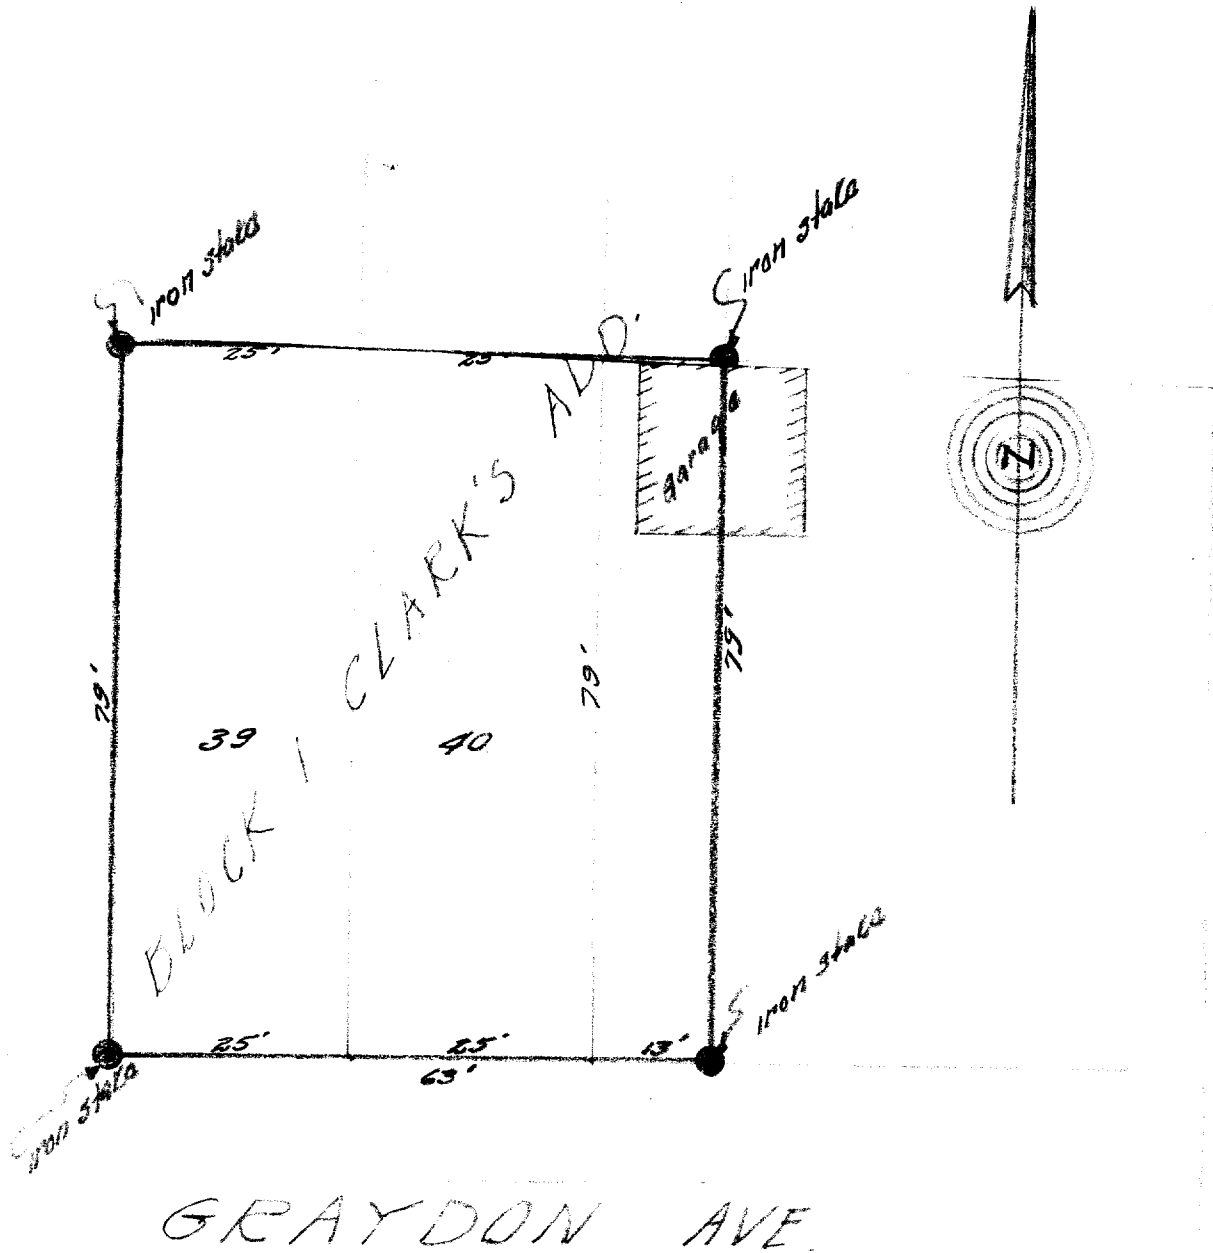 Iron stake
Iron stake
25'
25'
Garage
N
BLOCK 1 CLARK'S ADD'
79'
79'
79'
39
40
Iron stake
25'
25'
13'
63'
Iron stake
GRAYDON AVE.